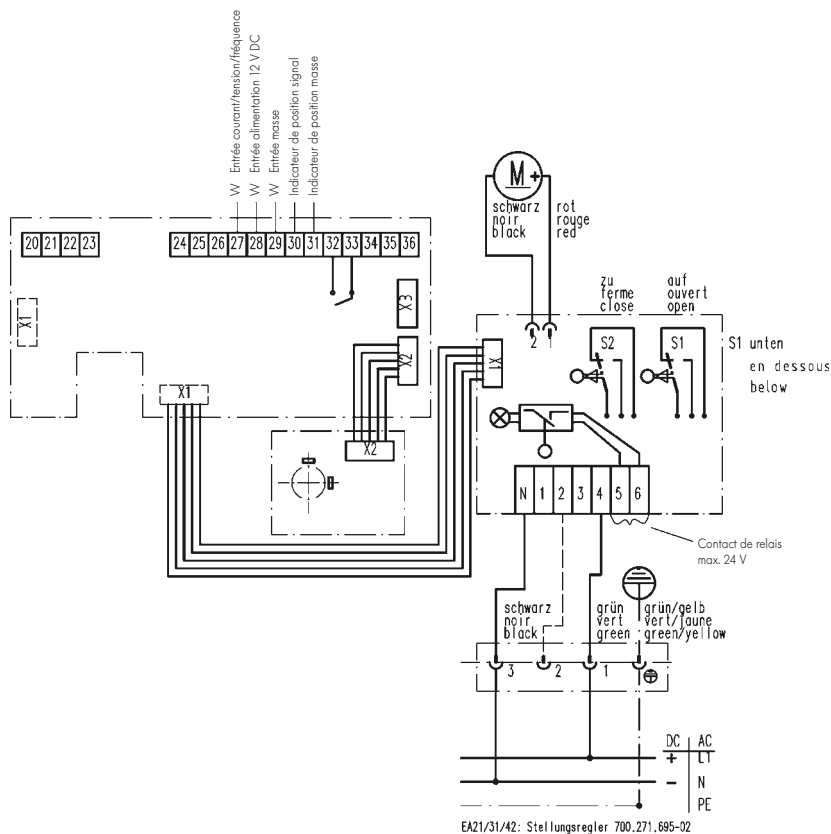 W Entrée courant/tension/fréquence
W Entrée alimentation 12 V DC
W Entrée masse
Indicateur de position signal
Indicateur de position masse
20 21 22 23
24 25 26 27 28 29 30 31 32 33 34 35 36
X1
X3
X2
X1
X2
M +
schwarz
noir
black
rot
rouge
red
zu
ferme
close
auf
ouvert
open
2 1
S2
S1
S1 unten
en dessous
below
X1
N 1 2 3 4 5 6
Contact de relais
max. 24 V
schwarz
noir
black
grün
vert
green
grün/gelb
vert/jaune
green/yellow
3 2 1
DC AC
+ L1
- N
PE
EA21/31/42: Stellungsregler 700.271.695-02